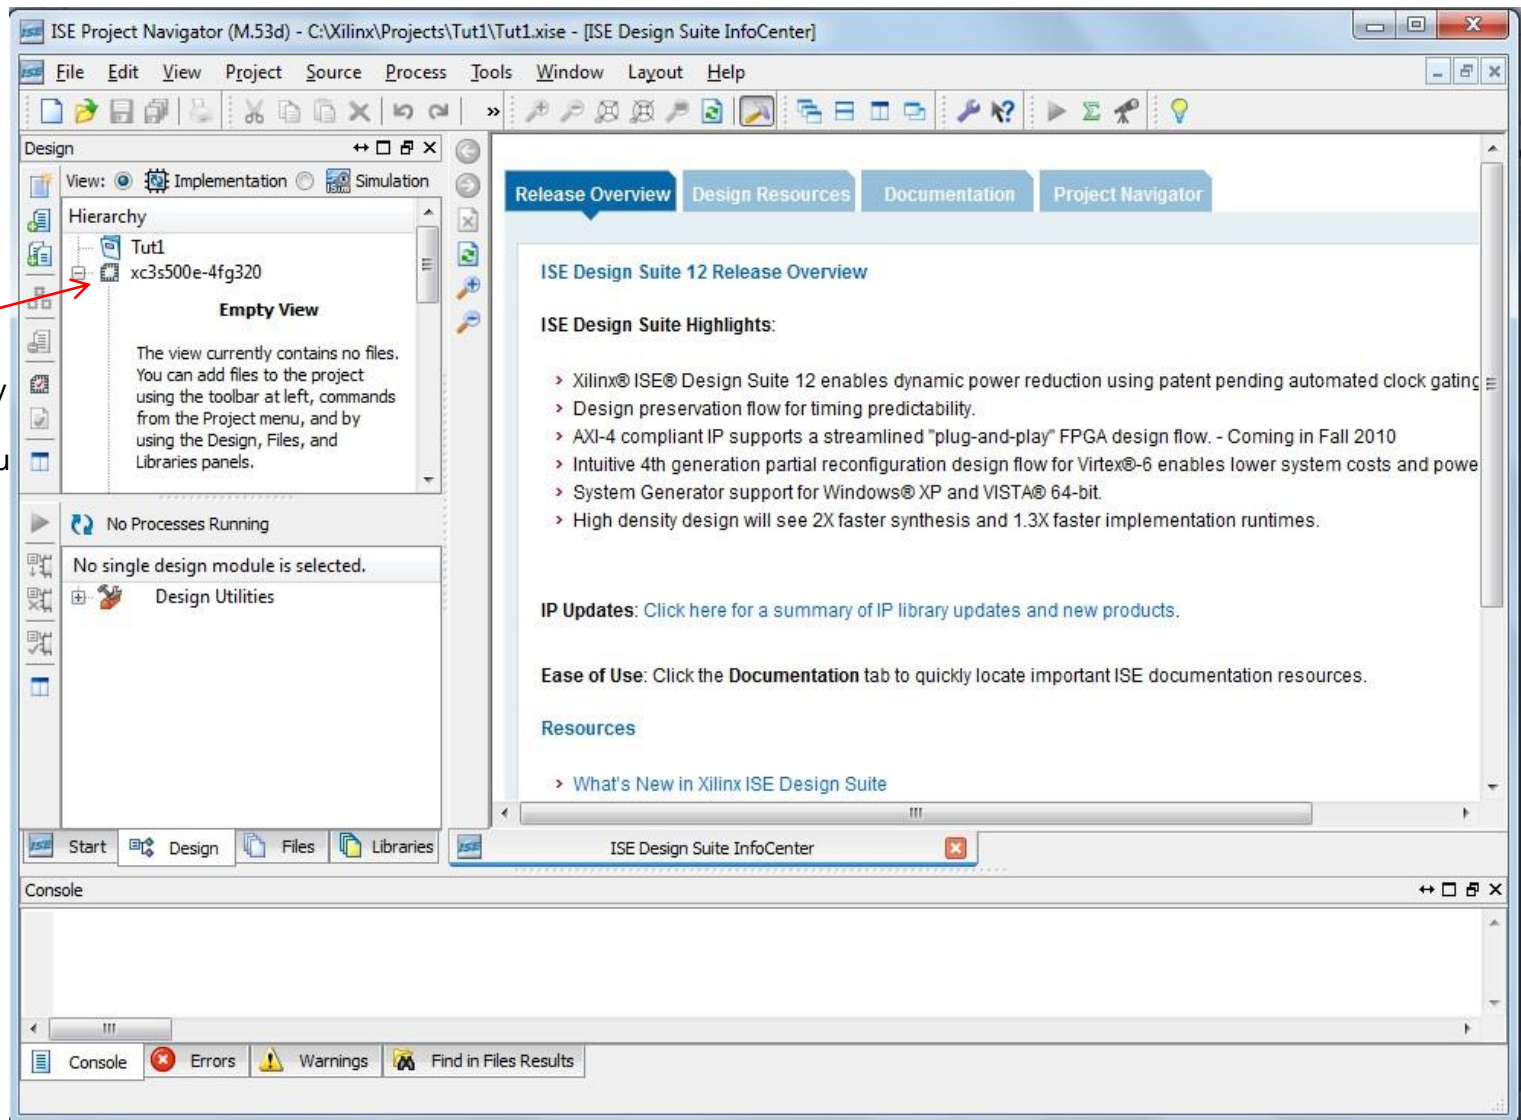 ISE Project Navigator (M.53d) - C:\Xilinx\Projects\Tut1\Tut1.xise - [ISE Design Suite InfoCenter]
File Edit View Project Source Process Tools Window Layout Help
Design
View: Implementation Simulation
Hierarchy
Tut1
xc3s500e-4fg320
Empty View
The view currently contains no files.
You can add files to the project
using the toolbar at left, commands
from the Project menu, and by
using the Design, Files, and
Libraries panels.
No Processes Running
No single design module is selected.
Design Utilities
Start Design Files Libraries
Release Overview Design Resources Documentation Project Navigator
ISE Design Suite 12 Release Overview
ISE Design Suite Highlights:
Xilinx® ISE® Design Suite 12 enables dynamic power reduction using patent pending automated clock gating
Design preservation flow for timing predictability.
AXI-4 compliant IP supports a streamlined "plug-and-play" FPGA design flow. - Coming in Fall 2010
Intuitive 4th generation partial reconfiguration design flow for Virtex®-6 enables lower system costs and powe
System Generator support for Windows® XP and VISTA® 64-bit.
High density design will see 2X faster synthesis and 1.3X faster implementation runtimes.
IP Updates: Click here for a summary of IP library updates and new products.
Ease of Use: Click the Documentation tab to quickly locate important ISE documentation resources.
Resources
What's New in Xilinx ISE Design Suite
ISE Design Suite InfoCenter
Console
Console Errors Warnings Find in Files Results